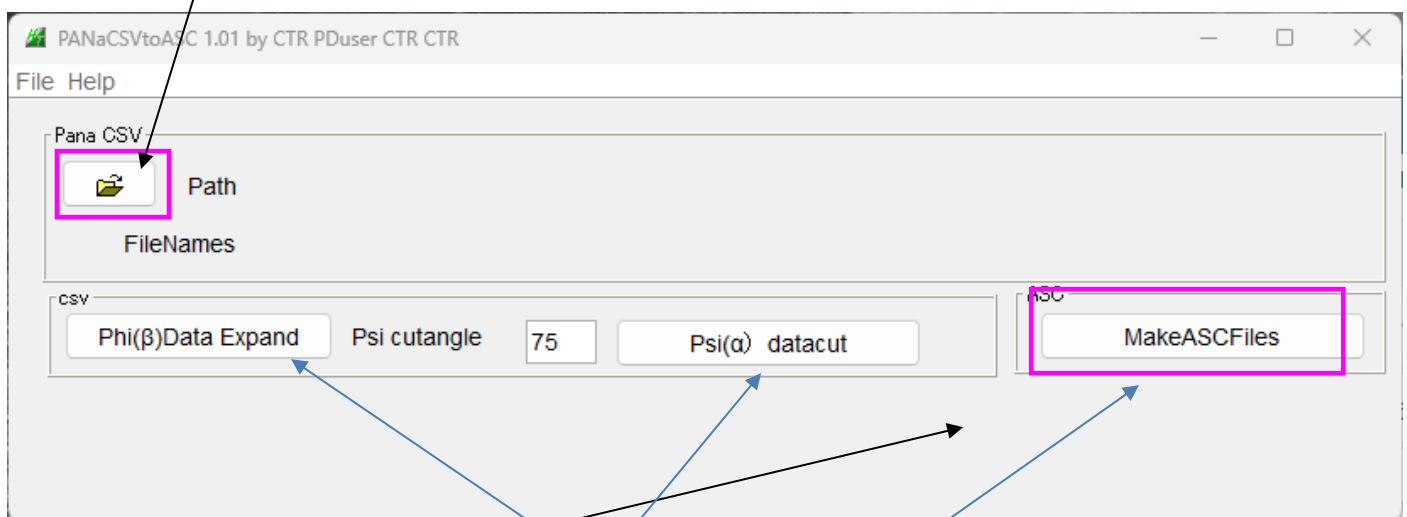 PANaCSVtoASC 1.01 by CTR PDuser CTR CTR
File Help
Pana CSV
Path
FileNames
csv
Phi(β)Data Expand Psi cutangle 75 Psi(α） datacut
ASC
MakeASCFiles